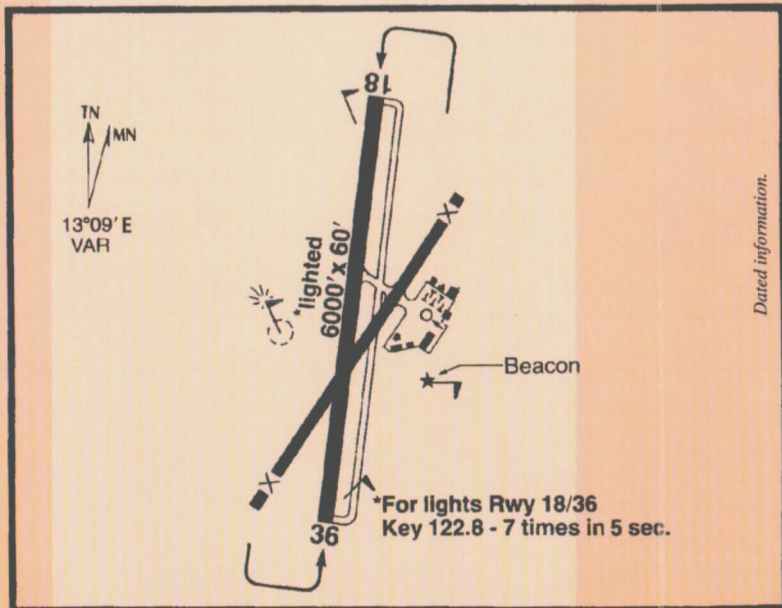 18
TN
MN
13°09'E
VAR
*lighted
6000' x 60'
Beacon
*For lights Rwy 18/36
Key 122.8 - 7 times in 5 sec.
36
Dated information.